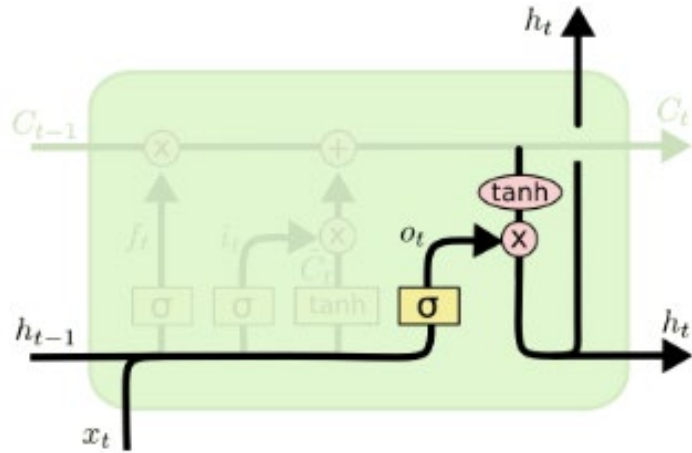 h_t
C_{t-1}
C_t
×
+
tanh
f_t
i_t
×
o_t
×
C̃_t
σ
σ
tanh
σ
h_{t-1}
h_t
x_t